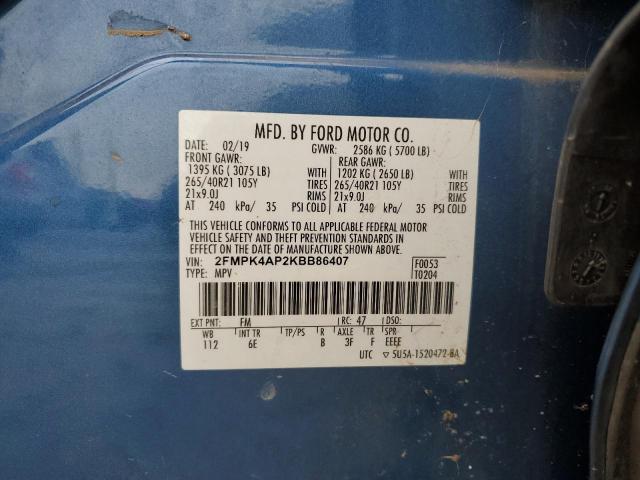 MFD. BY FORD MOTOR CO.
DATE: 02/19 GVWR: 2586 KG ( 5700 LB)
FRONT GAWR: REAR GAWR:
1395 KG ( 3075 LB) WITH 1202 KG ( 2650 LB) WITH
265/40R21 105Y TIRES 265/40R21 105Y TIRES
21x9.0J RIMS 21x9.0J RIMS
AT 240 kPa/ 35 PSI COLD AT 240 kPa/ 35 PSI COLD
THIS VEHICLE CONFORMS TO ALL APPLICABLE FEDERAL MOTOR
VEHICLE SAFETY AND THEFT PREVENTION STANDARDS IN
EFFECT ON THE DATE OF MANUFACTURE SHOWN ABOVE.
VIN: 2FMPK4AP2KBB86407 F0053
TYPE: MPV T0204
EXT PNT: FM RC: 47 DSO:
WB INT TR TP/PS R AXLE TR SPR
112 6E B 3F F EEEE
UTC ▽5U5A-1520472-BA